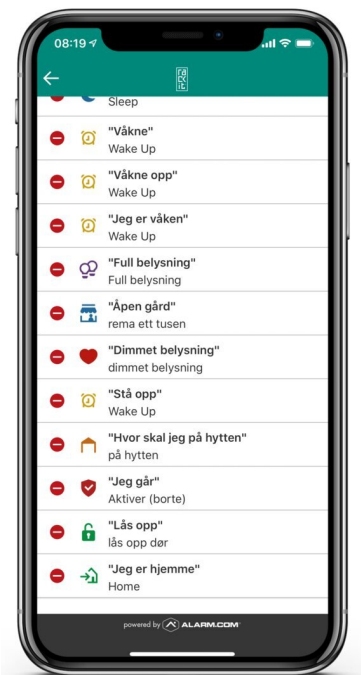 08:19
rackit
Sleep
"Våkne"
Wake Up
"Våkne opp"
Wake Up
"Jeg er våken"
Wake Up
"Full belysning"
Full belysning
"Åpen gård"
rema ett tusen
"Dimmet belysning"
dimmet belysning
"Stå opp"
Wake Up
"Hvor skal jeg på hytten"
på hytten
"Jeg går"
Aktiver (borte)
"Lås opp"
lås opp dør
"Jeg er hjemme"
Home
powered by ALARM.COM